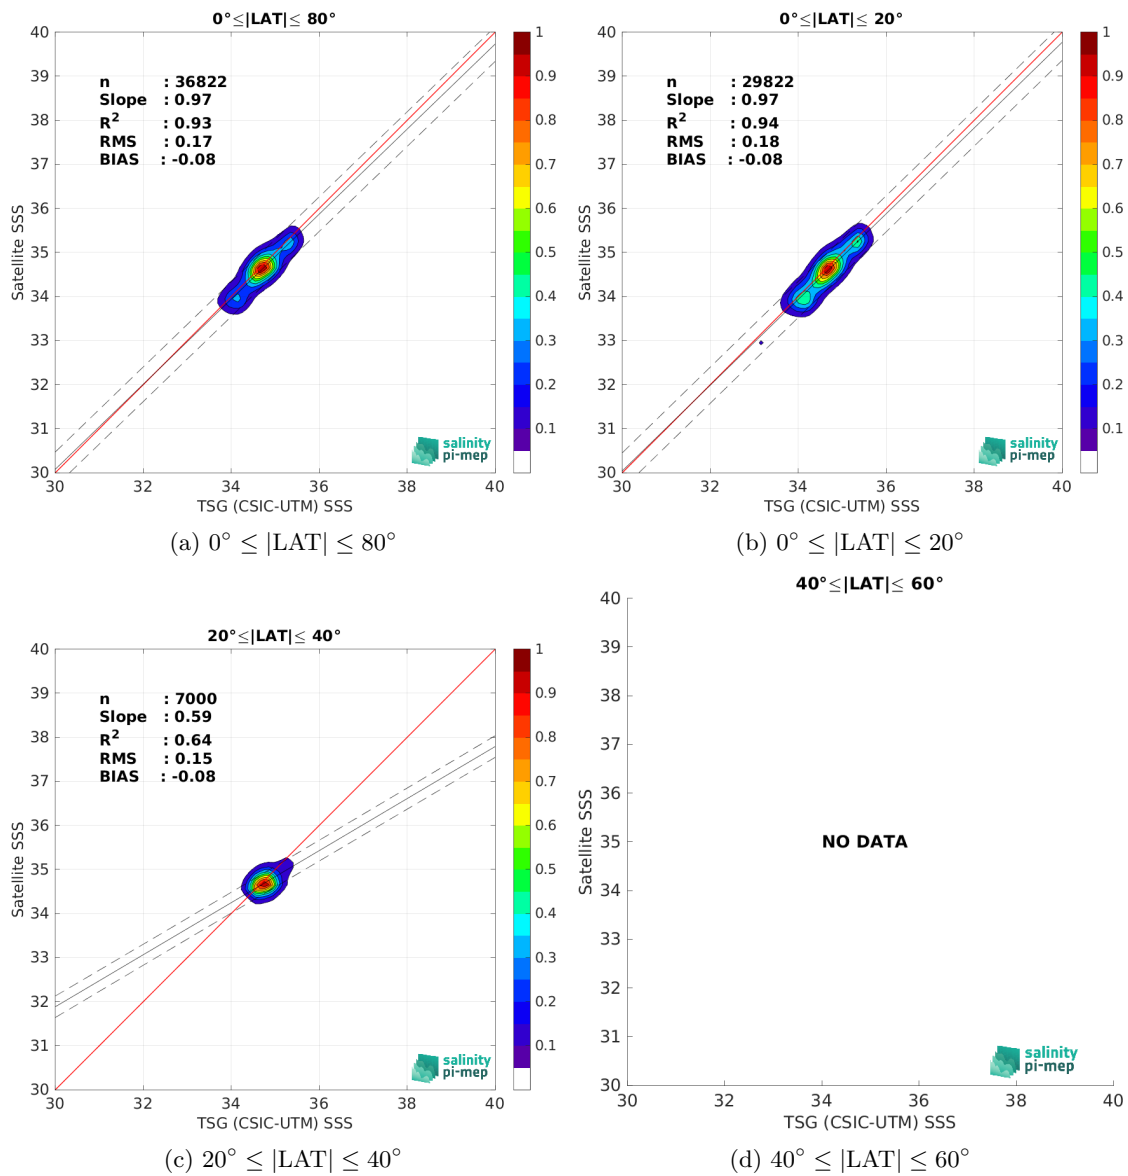 0°≤|LAT|≤ 80°
40
39
38
37
36
35
34
33
32
31
30
Satellite SSS
n : 36822
Slope : 0.97
R² : 0.93
RMS : 0.17
BIAS : -0.08
salinity
pi-mep
30 32 34 36 38 40
TSG (CSIC-UTM) SSS
1
0.9
0.8
0.7
0.6
0.5
0.4
0.3
0.2
0.1
(a) 0° ≤ |LAT| ≤ 80°
0°≤|LAT|≤ 20°
40
39
38
37
36
35
34
33
32
31
30
Satellite SSS
n : 29822
Slope : 0.97
R² : 0.94
RMS : 0.18
BIAS : -0.08
salinity
pi-mep
30 32 34 36 38 40
TSG (CSIC-UTM) SSS
1
0.9
0.8
0.7
0.6
0.5
0.4
0.3
0.2
0.1
(b) 0° ≤ |LAT| ≤ 20°
20°≤|LAT|≤ 40°
40
39
38
37
36
35
34
33
32
31
30
Satellite SSS
n : 7000
Slope : 0.59
R² : 0.64
RMS : 0.15
BIAS : -0.08
salinity
pi-mep
30 32 34 36 38 40
TSG (CSIC-UTM) SSS
1
0.9
0.8
0.7
0.6
0.5
0.4
0.3
0.2
0.1
(c) 20° ≤ |LAT| ≤ 40°
40°≤|LAT|≤ 60°
40
39
38
37
36
35
34
33
32
31
30
Satellite SSS
NO DATA
salinity
pi-mep
30 32 34 36 38 40
TSG (CSIC-UTM) SSS
(d) 40° ≤ |LAT| ≤ 60°